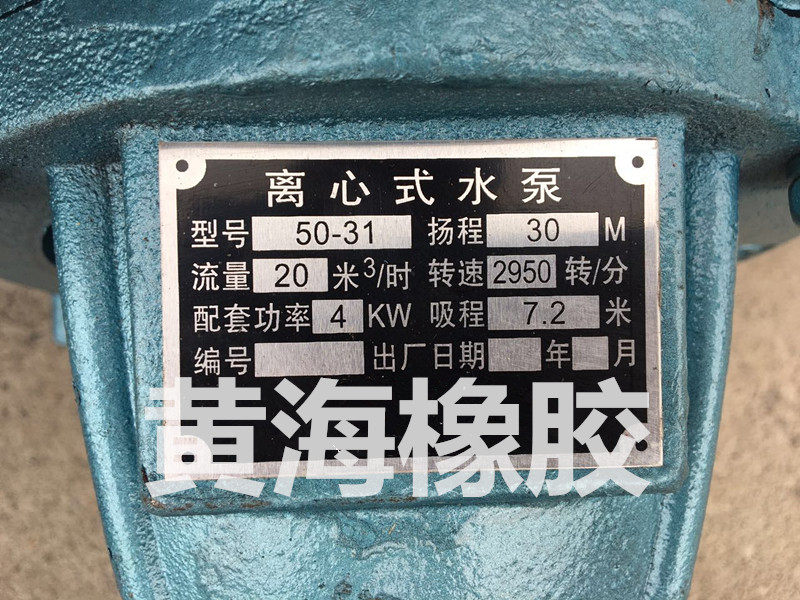 离心式水泵
型号 50-31 扬程 30 M
流量 20 米³/时 转速 2950 转/分
配套功率 4 KW 吸程 7.2 米
编号 出厂日期 年 月
黄海橡胶